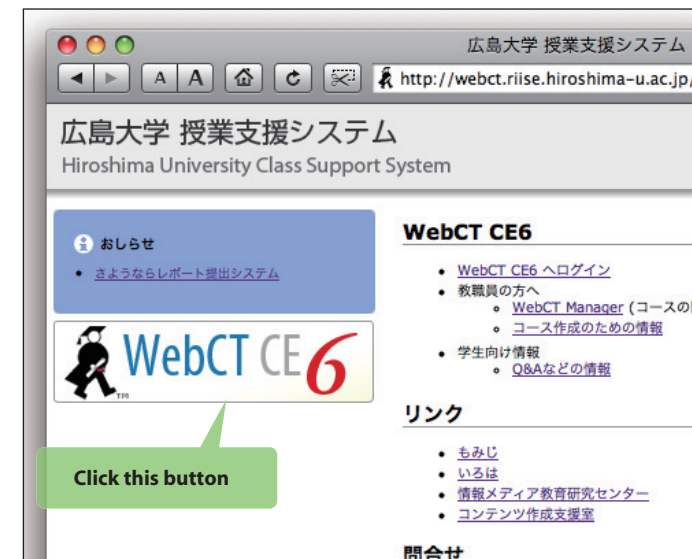 広島大学 授業支援システム
A A http://webct.riise.hiroshima-u.ac.jp/
広島大学 授業支援システム
Hiroshima University Class Support System
おしらせ
• さようならレポート提出システム
WebCT CE6
TM
Click this button
WebCT CE6
• WebCT CE6 へログイン
• 教職員の方へ
WebCT Manager (コースの
コース作成のための情報
• 学生向け情報
Q&Aなどの情報
リンク
• もみじ
• いろは
• 情報メディア教育研究センター
• コンテンツ作成支援室
問合せ